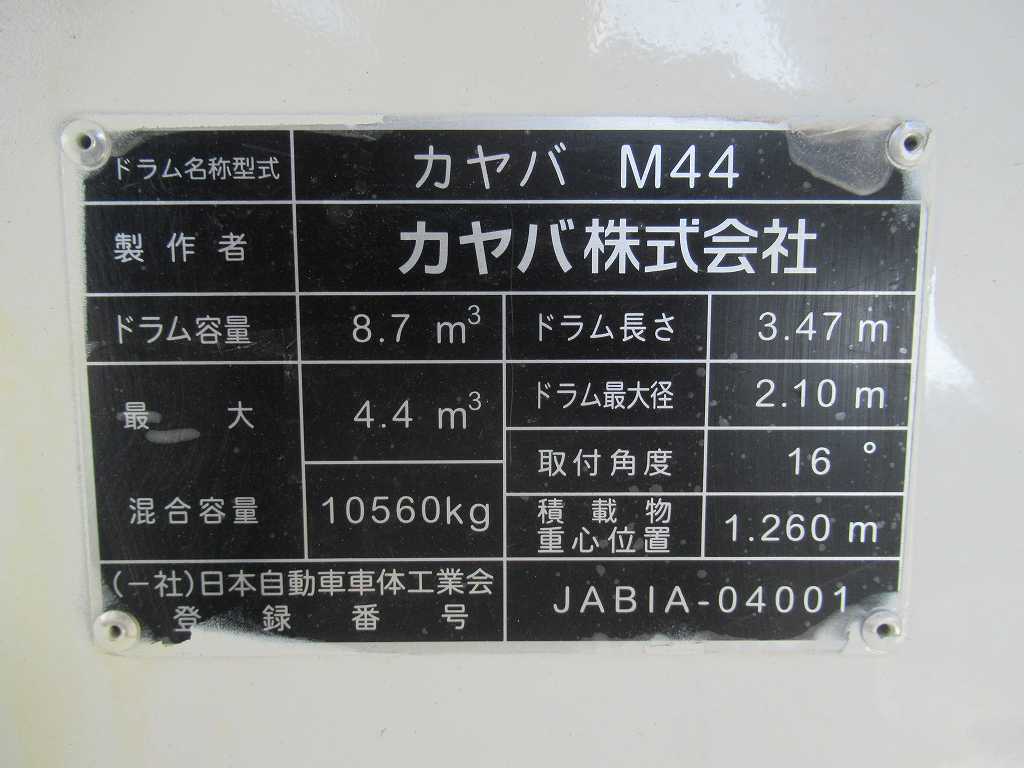 ドラム名称型式 カヤバ M44
製作者 カヤバ株式会社
ドラム容量 8.7 m³ ドラム長さ 3.47 m
最大 4.4 m³ ドラム最大径 2.10 m
取付角度 16 °
混合容量 10560kg 積載物 1.260 m
重心位置
(一社)日本自動車車体工業会 JABIA-04001
登録番号